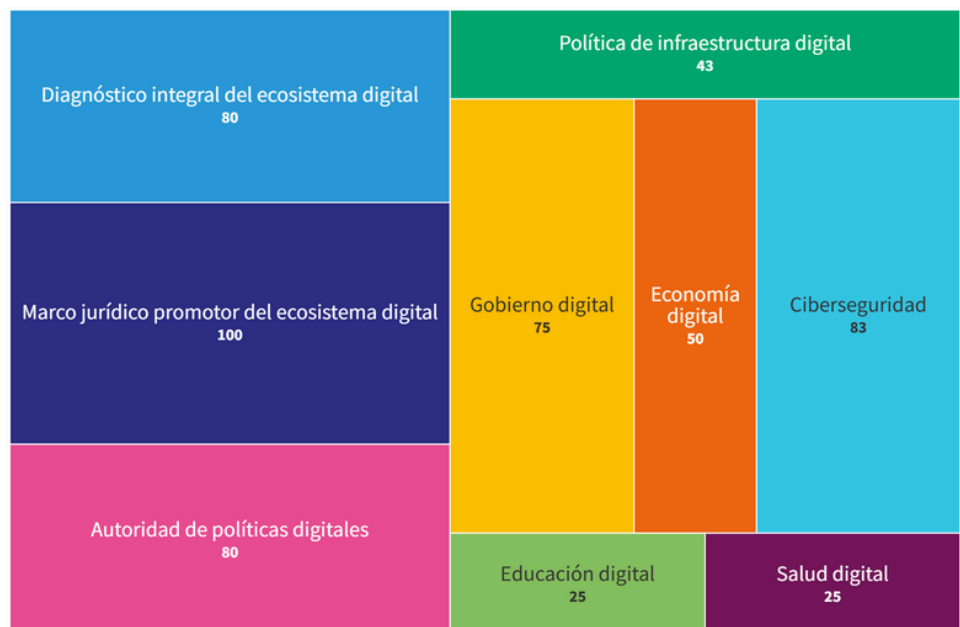 Diagnóstico integral del ecosistema digital
80
Marco jurídico promotor del ecosistema digital
100
Autoridad de políticas digitales
80
Política de infraestructura digital
43
Gobierno digital
75
Economía
digital
50
Ciberseguridad
83
Educación digital
25
Salud digital
25